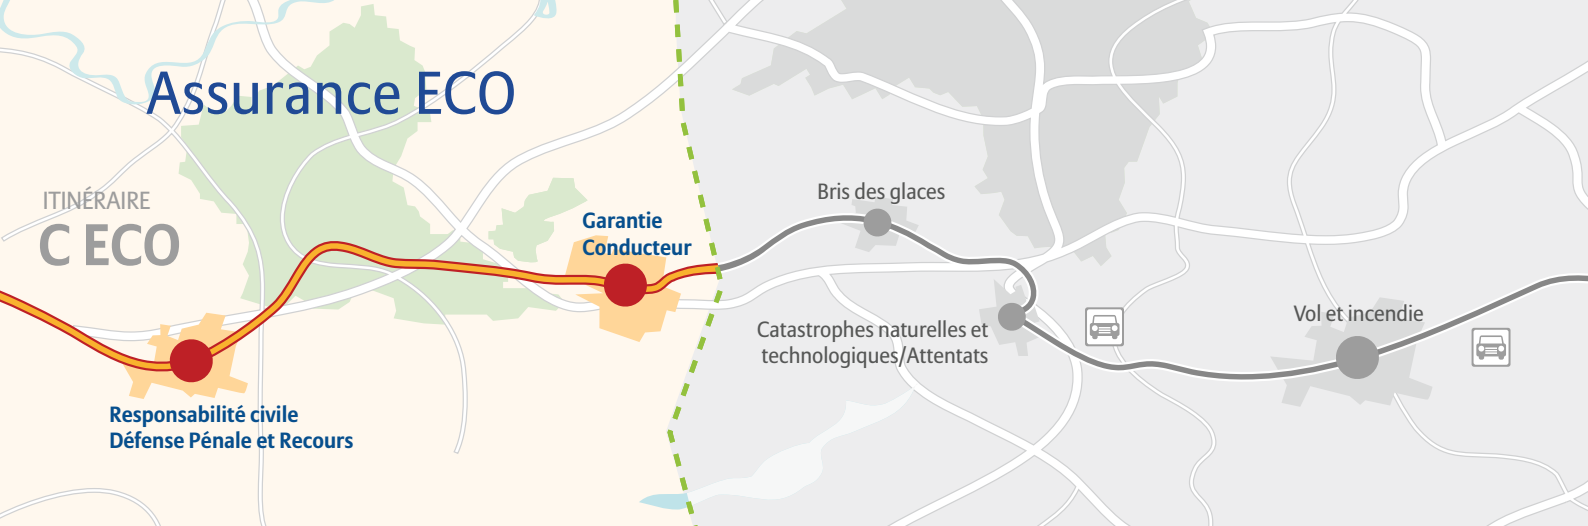 Assurance ECO
ITINÉRAIRE
C ECO
Responsabilité civile
Défense Pénale et Recours
Garantie
Conducteur
Bris des glaces
Catastrophes naturelles et
technologiques/Attentats
Vol et incendie